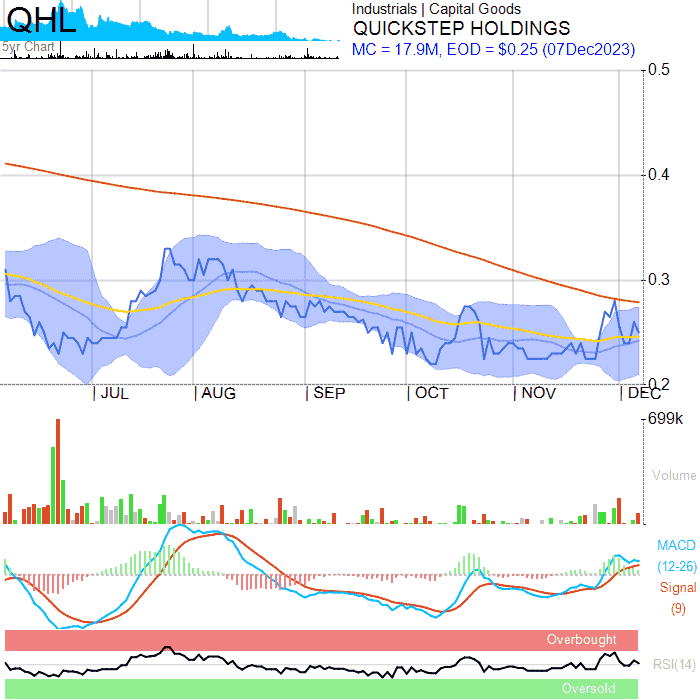 QHL
5yr Chart
Industrials | Capital Goods
QUICKSTEP HOLDINGS
MC = 17.9M, EOD = $0.25 (07Dec2023)
0.5
0.4
0.3
0.2
JUL AUG SEP OCT NOV DEC
699k
Volume
MACD
(12-26)
Signal
(9)
Overbought
RSI(14)
Oversold